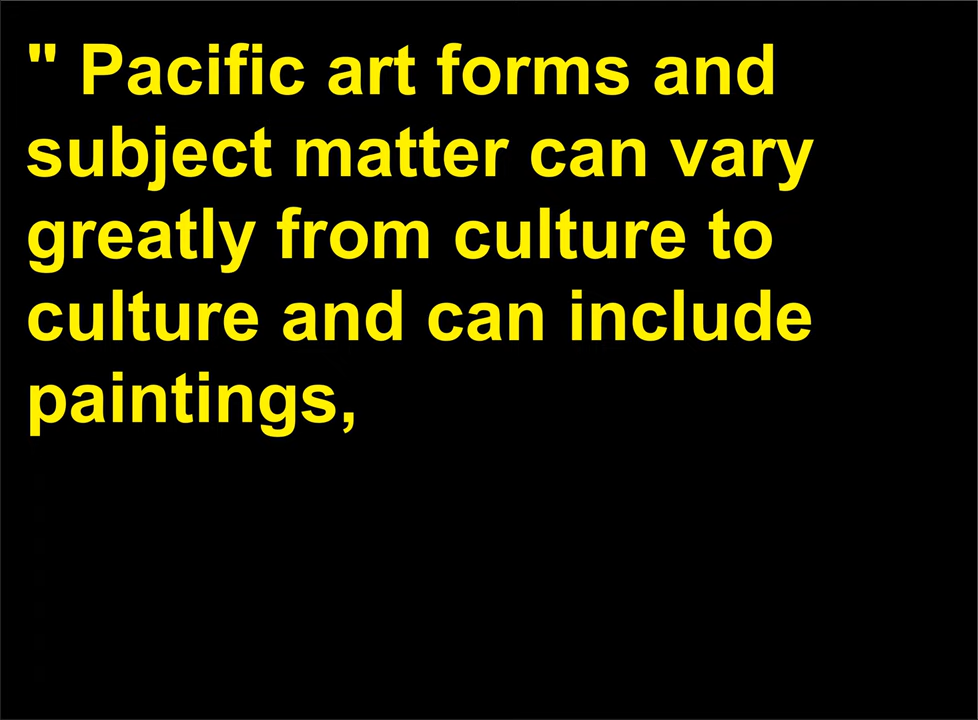 " Pacific art forms and
subject matter can vary
greatly from culture to
culture and can include
paintings,